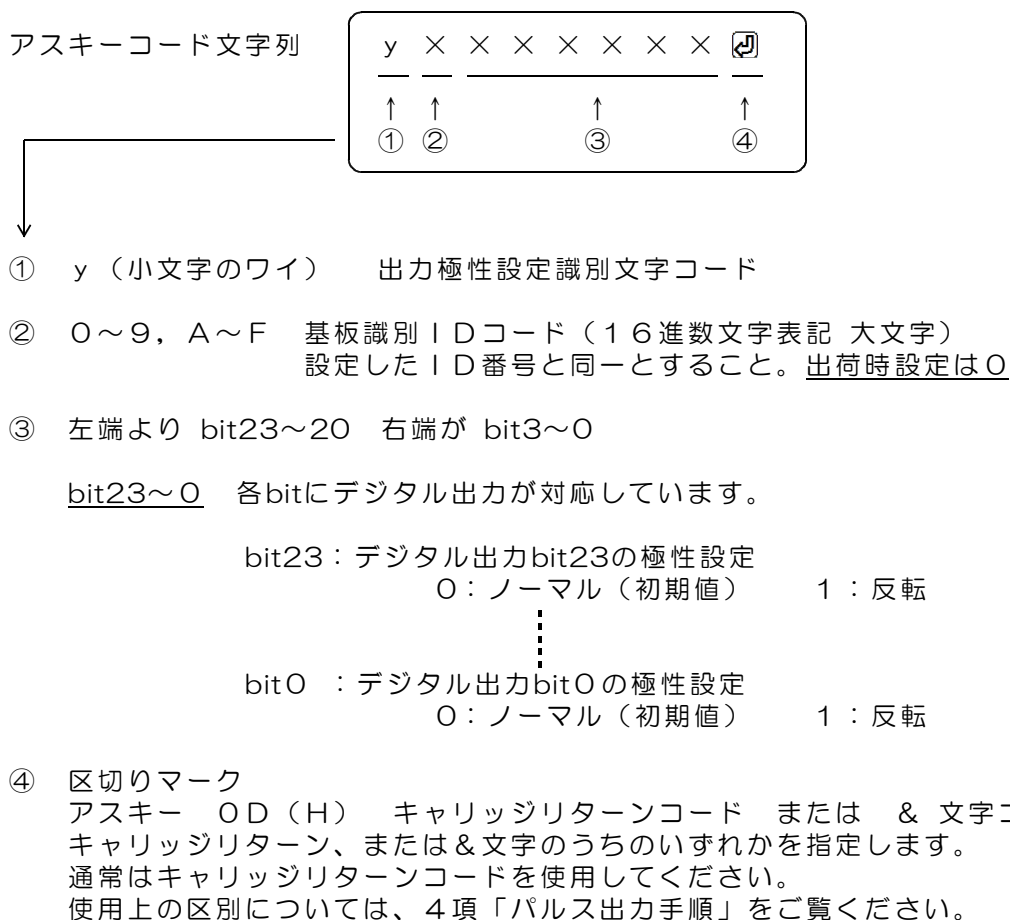 アスキーコード文字列
y × × × × × × ×
↑ ↑ ↑ ↑
① ② ③ ④
① y(小文字のワイ) 出力極性設定識別文字コード
② 0~9,A~F 基板識別IDコード(16進数文字表記 大文字)
設定したID番号と同一とすること。出荷時設定は0
③ 左端より bit23~20 右端が bit3~0
bit23~0 各bitにデジタル出力が対応しています。
bit23:デジタル出力bit23の極性設定
0:ノーマル(初期値) 1:反転
bit0 :デジタル出力bit0の極性設定
0:ノーマル(初期値) 1:反転
④ 区切りマーク
アスキー 0D(H) キャリッジリターンコード または & 文字
キャリッジリターン、または&文字のうちのいずれかを指定します。
通常はキャリッジリターンコードを使用してください。
使用上の区別については、4項「パルス出力手順」をご覧ください。